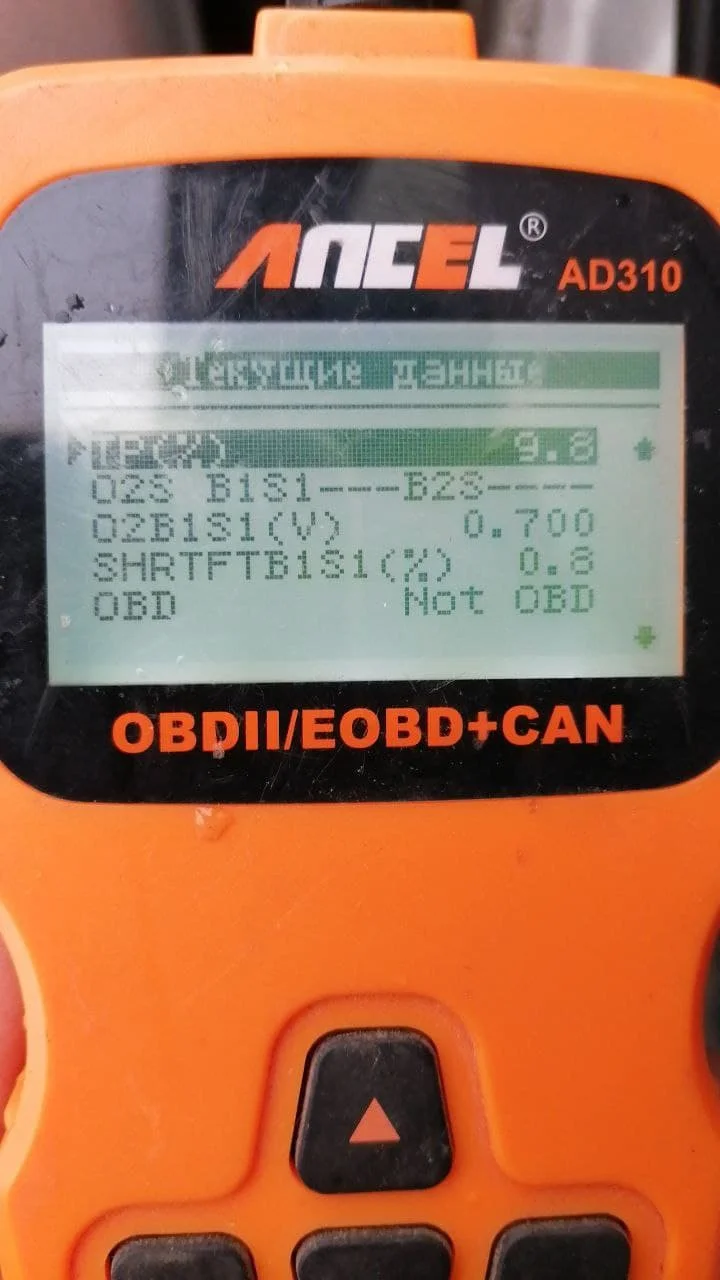 ANCEL® AD310
Текущие данные
TP(%) 9.8
O2S B1S1----B2S-----
O2B1S1(V) 0.700
SHRTFTB1S1(%) 0.8
OBD Not OBD
OBDII/EOBD+CAN